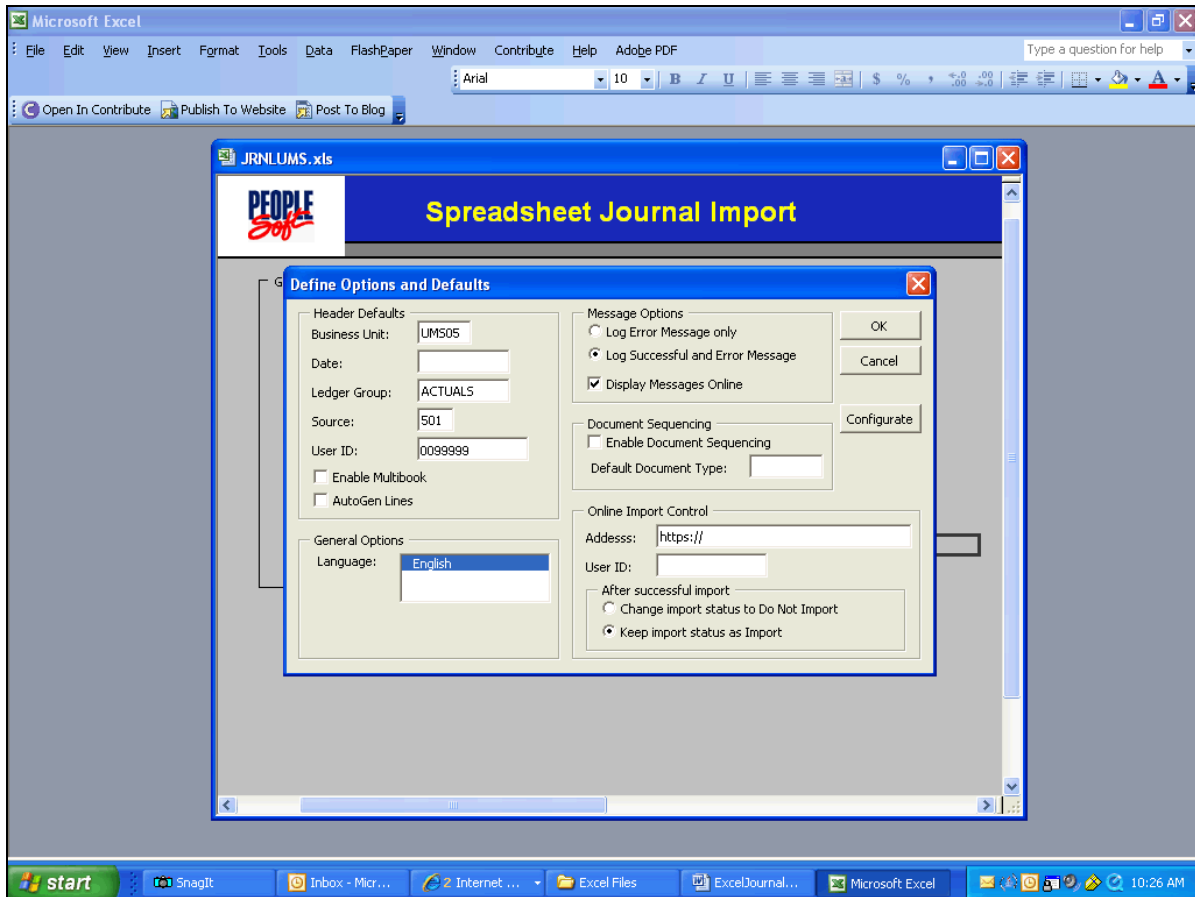 Microsoft Excel
File Edit View Insert Format Tools Data FlashPaper Window Contribute Help Adobe PDF Type a question for help
Arial 10 B I U $ % ,
Open In Contribute Publish To Website Post To Blog
JRNLUMS.xls
PEOPLE Soft
Spreadsheet Journal Import
G
Define Options and Defaults
Header Defaults
Business Unit: UMS05
Date:
Ledger Group: ACTUALS
Source: 501
User ID: 0099999
Enable Multibook
AutoGen Lines
General Options
Language: English
Message Options
Log Error Message only
Log Successful and Error Message
Display Messages Online
Document Sequencing
Enable Document Sequencing
Default Document Type:
Online Import Control
Addesss: https://
User ID:
After successful import
Change import status to Do Not Import
Keep import status as Import
OK
Cancel
Configurate
start SnagIt Inbox - Micr... 2 Internet ... Excel Files ExcelJournal... Microsoft Excel 10:26 AM